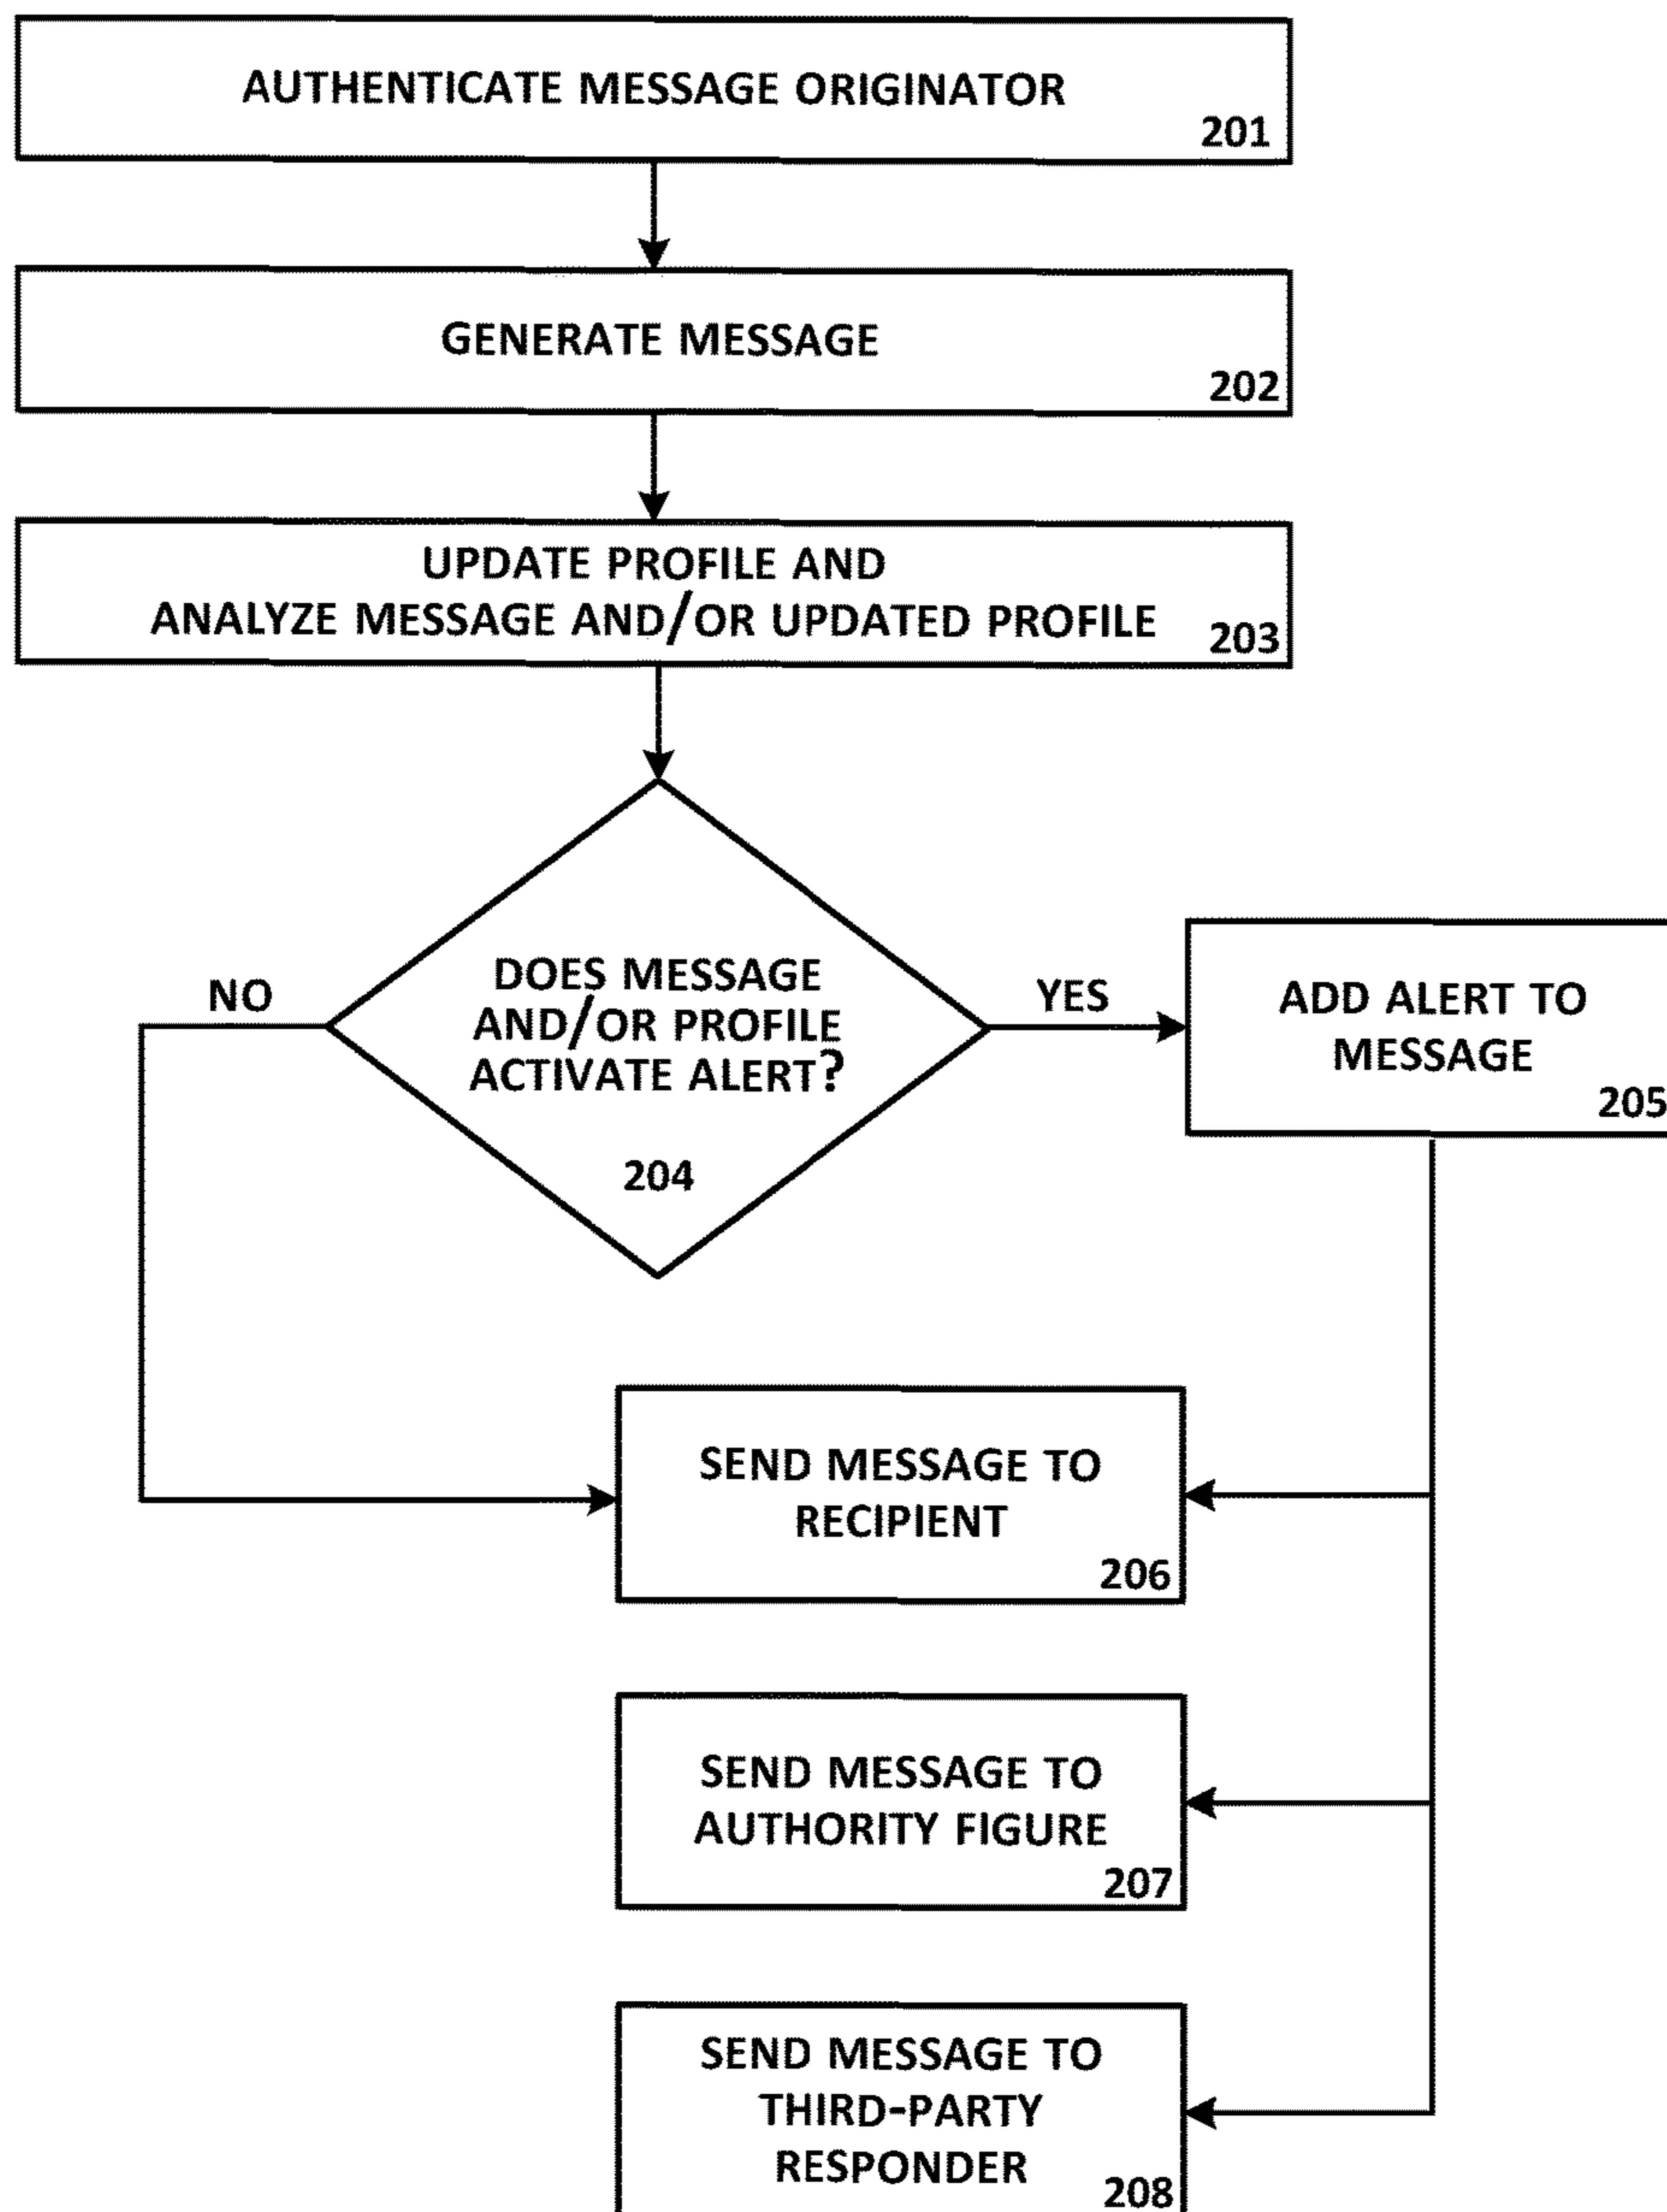 AUTHENTICATE MESSAGE ORIGINATOR
201
GENERATE MESSAGE
202
UPDATE PROFILE AND
ANALYZE MESSAGE AND/OR UPDATED PROFILE
203
DOES MESSAGE
AND/OR PROFILE
ACTIVATE ALERT?
204
NO
YES
ADD ALERT TO
MESSAGE
205
SEND MESSAGE TO
RECIPIENT
206
SEND MESSAGE TO
AUTHORITY FIGURE
207
SEND MESSAGE TO
THIRD-PARTY
RESPONDER
208